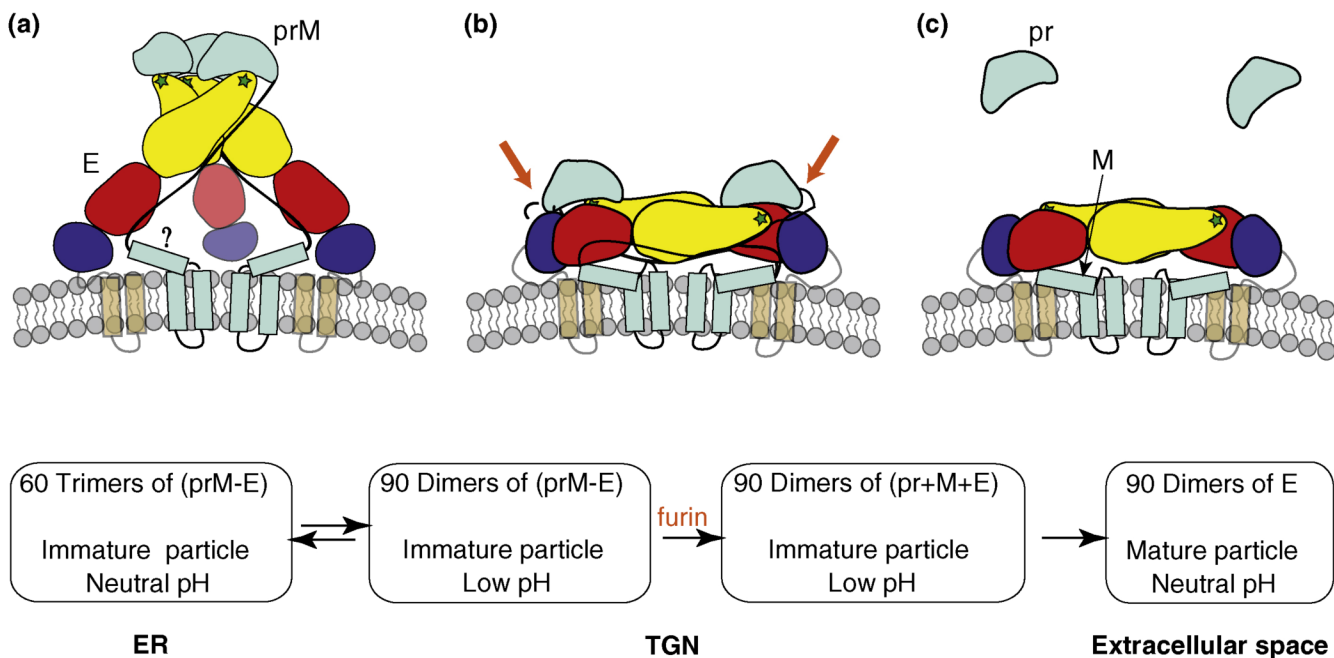 (a)
prM
E
?
(b)
(c)
pr
M
60 Trimers of (prM-E)
Immature particle
Neutral pH
90 Dimers of (prM-E)
Immature particle
Low pH
furin
90 Dimers of (pr+M+E)
Immature particle
Low pH
90 Dimers of E
Mature particle
Neutral pH
ER
TGN
Extracellular space